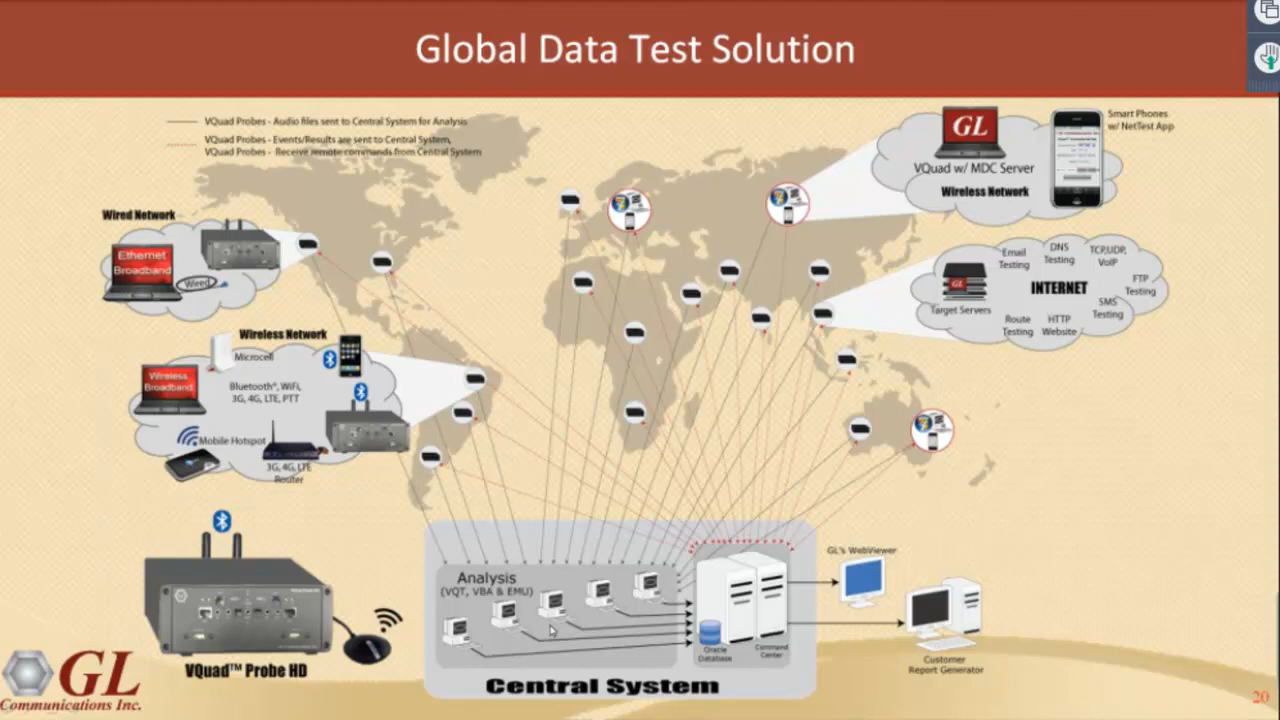 Global Data Test Solution
VQuad Probes - Audio files sent to Central System for Analysis
VQuad Probes - Events/Results are sent to Central System,
VQuad Probes - Receive remote commands from Central System
GL
VQuad w/ MDC Server
Wireless Network
Smart Phones
w/ NetTest App
Wired Network
Ethernet
Broadband
Wired
Email
Testing
DNS
Testing
TCP,UDP,
VoIP
GL
Target Servers
INTERNET
FTP
Testing
SMS
Testing
Route
Testing
HTTP
Website
Wireless Network
Microcell
Wireless
Broadband
Bluetooth®, WiFi,
3G, 4G, LTE, PTT
Mobile Hotspot
3G, 4G, LTE
Router
VQuad™ Probe HD
Analysis
(VQT, VBA & EMU)
Oracle
Database
Command
Center
Central System
GL's WebViewer
Customer
Report Generator
GL
Communications Inc.
20